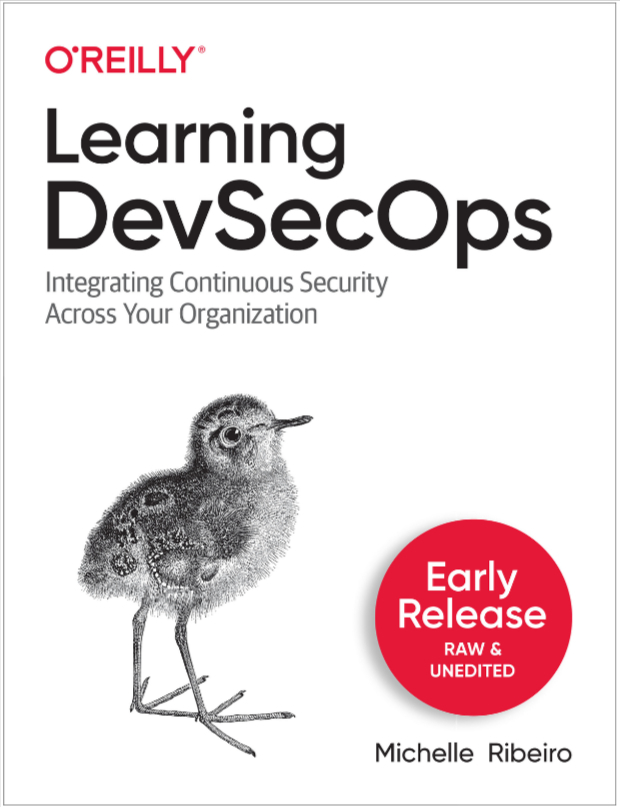 O'REILLY®
Learning
DevSecOps
Integrating Continuous Security
Across Your Organization
Early
Release
RAW &
UNEDITED
Michelle Ribeiro